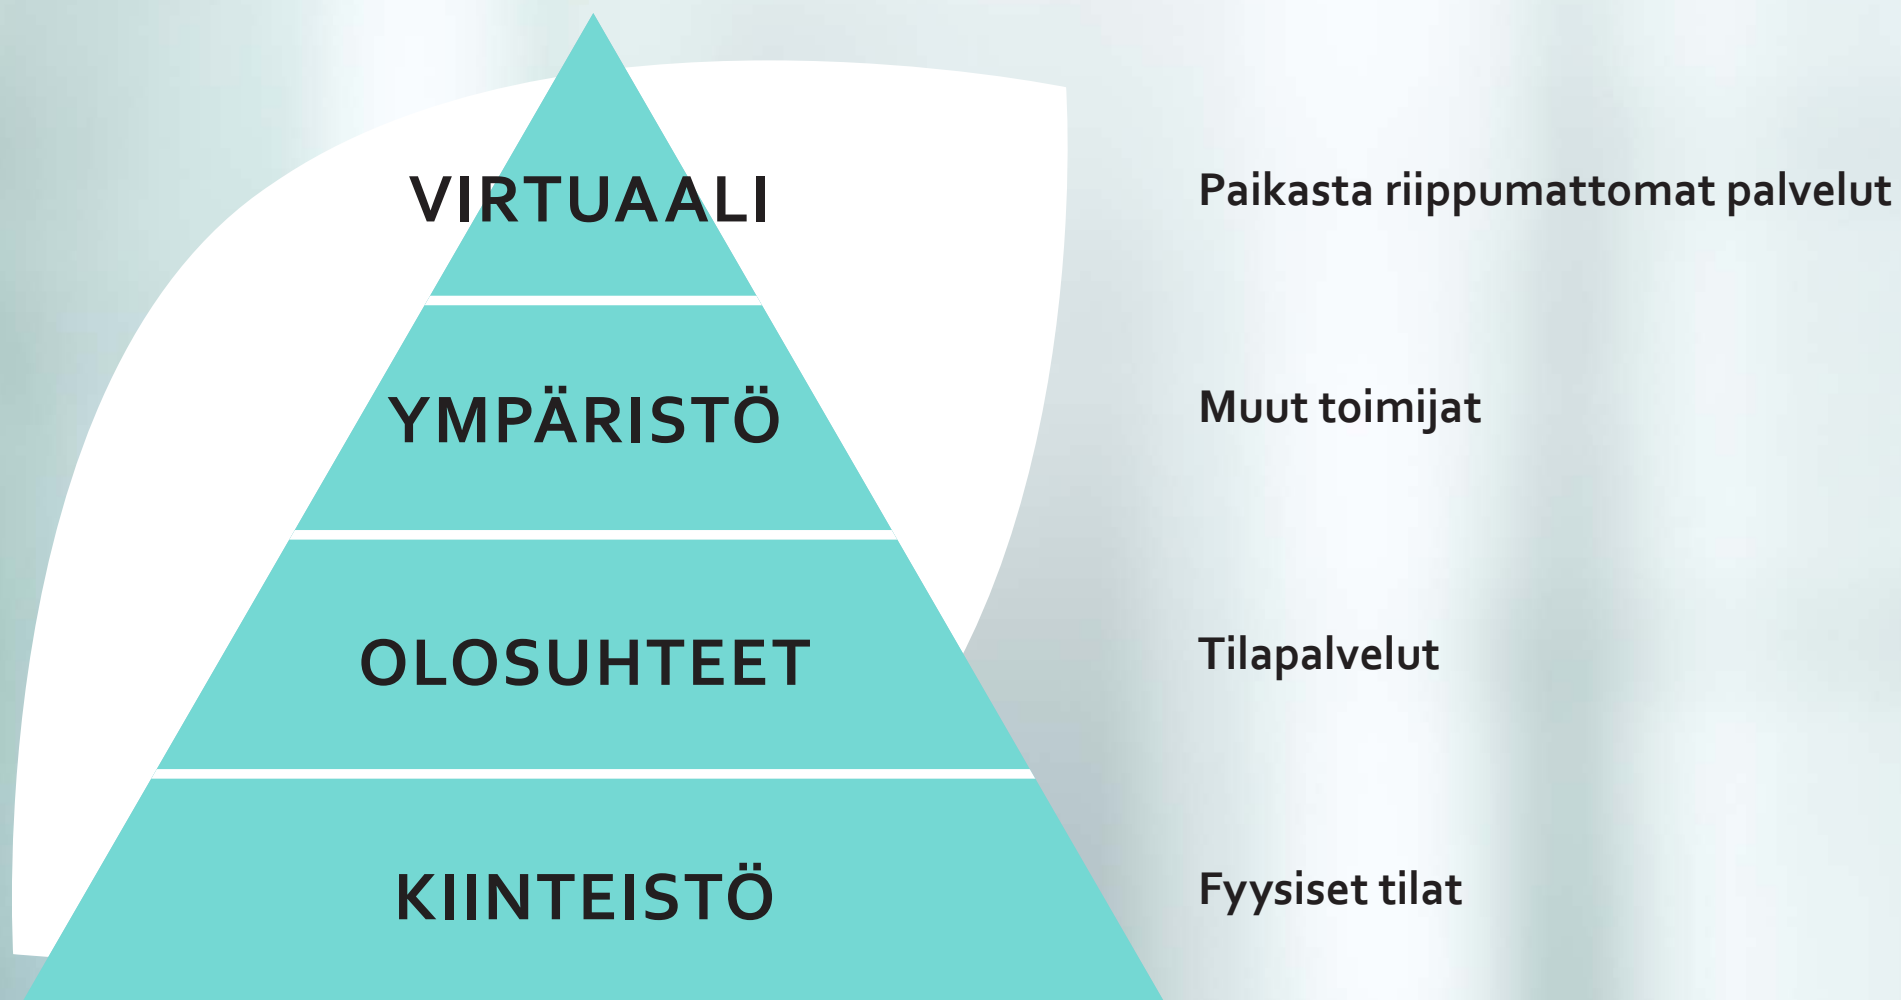 VIRTUAALI
Paikasta riippumattomat palvelut
YMPÄRISTÖ
Muut toimijat
OLOSUHTEET
Tilapalvelut
KIINTEISTÖ
Fyysiset tilat